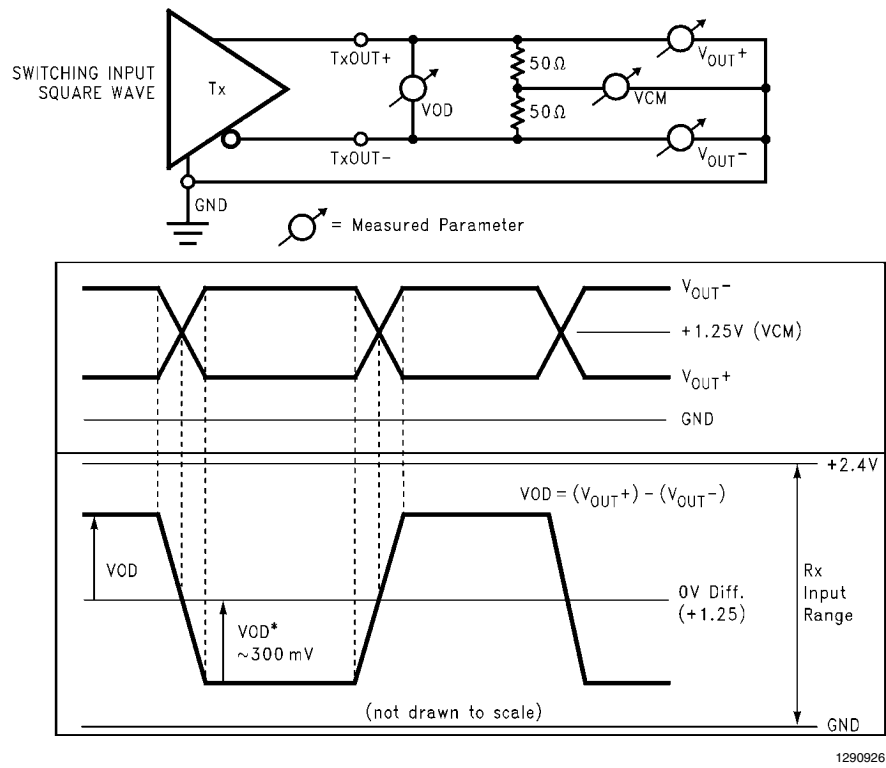 SWITCHING INPUT
SQUARE WAVE
Tx
TxOUT+
TxOUT-
VOD
50Ω
50Ω
VCM
VOUT+
VOUT-
GND
= Measured Parameter
VOUT-
+1.25V (VCM)
VOUT+
GND
+2.4V
VOD = (VOUT+) - (VOUT-)
VOD
VOD*
~300 mV
0V Diff.
(+1.25)
Rx
Input
Range
(not drawn to scale)
GND
1290926